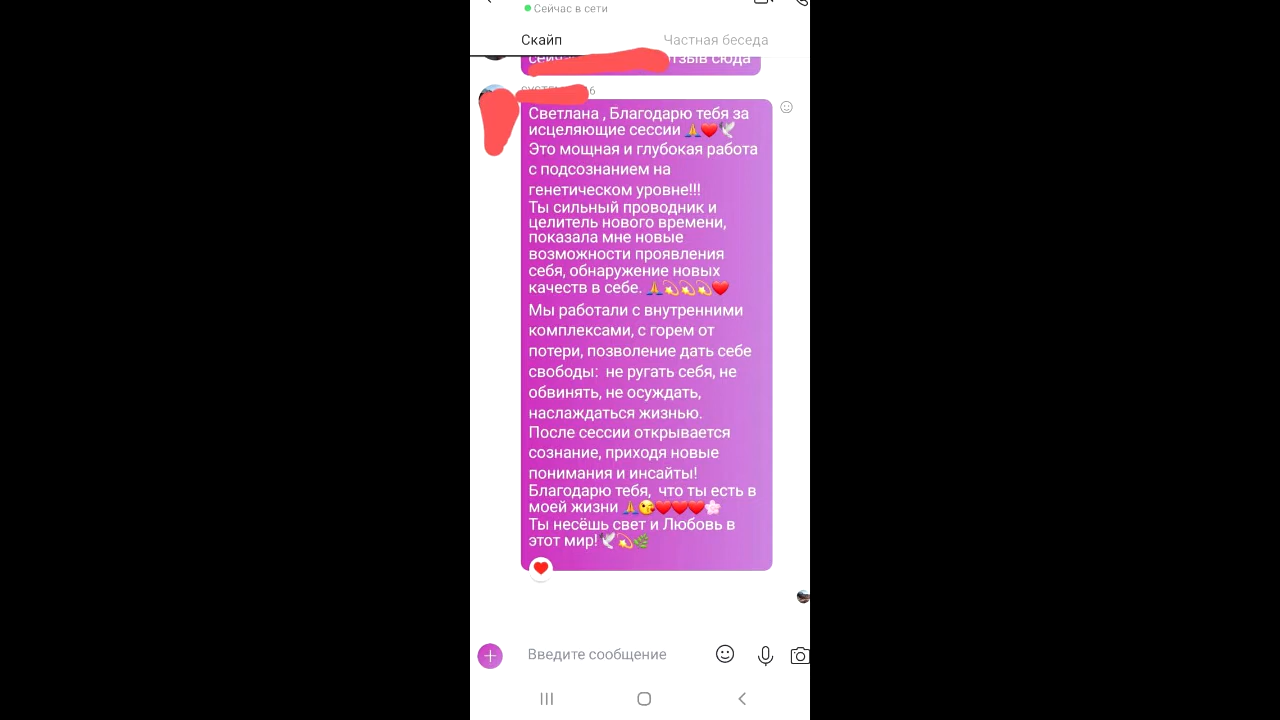 Сейчас в сети
Скайп
Частная беседа
сюда
Светлана , Благодарю тебя за
исцеляющие сессии 🙏❤️🕊️
Это мощная и глубокая работа
с подсознанием на
генетическом уровне!!!
Ты сильный проводник и
целитель нового времени,
показала мне новые
возможности проявления
себя, обнаружение новых
качеств в себе. 🙏💫💫💫❤️
Мы работали с внутренними
комплексами, с горем от
потери, позволение дать себе
свободы: не ругать себя, не
обвинять, не осуждать,
наслаждаться жизнью.
После сессии открывается
сознание, приходя новые
понимания и инсайты!
Благодарю тебя, что ты есть в
моей жизни 🙏😘❤️❤️❤️🌸
Ты несёшь свет и Любовь в
этот мир!🕊️💫🌿
Введите сообщение